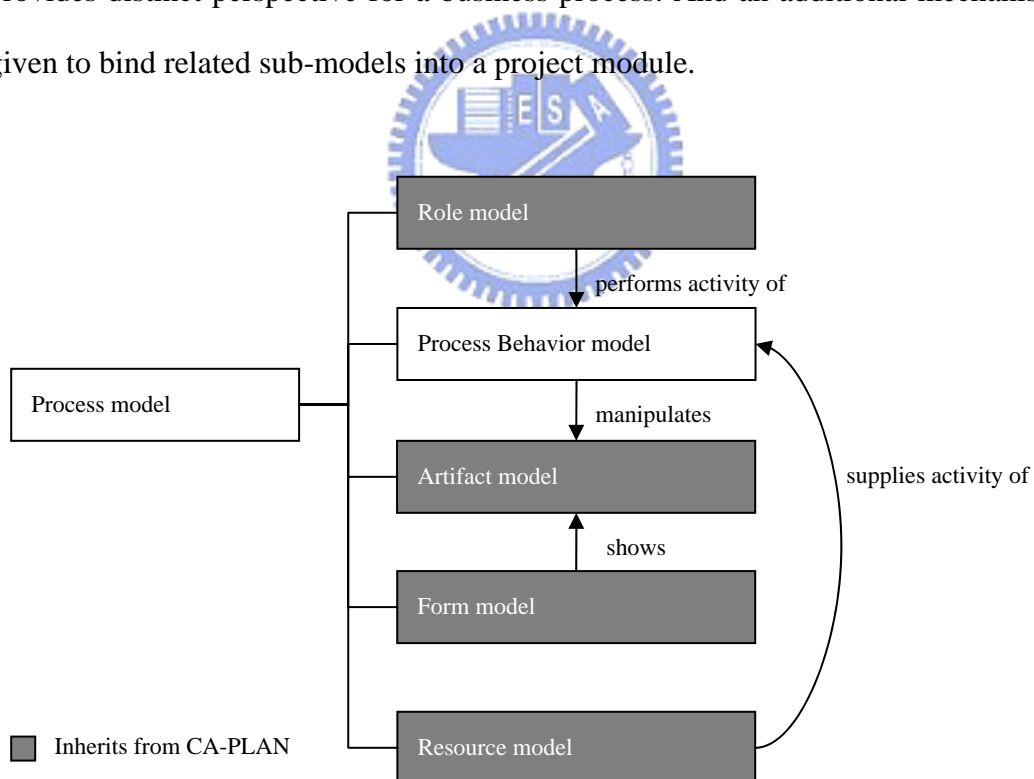 rovides distinct perspective for a business process. And an additional mechanis
given to bind related sub-models into a project module.
E S A
Role model
performs activity of
Process Behavior model
Process model
manipulates
Artifact model
supplies activity of
shows
Form model
Inherits from CA-PLAN
Resource model